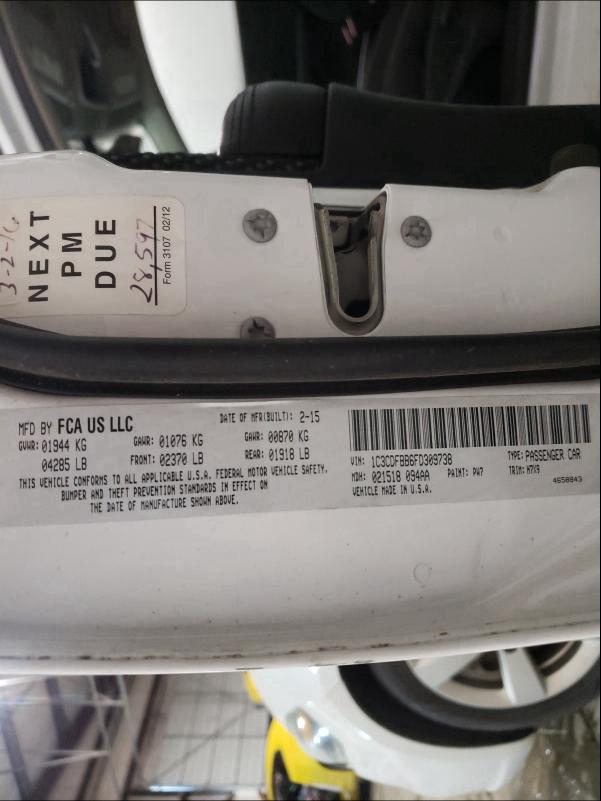 3-2-16
NEXT
PM
DUE
28,597
Form 3107 02/12
MFD BY FCA US LLC
DATE OF MFR(BUILT): 2-15
GVWR: 01944 KG
GAWR: 01076 KG
GAWR: 00870 KG
04285 LB
FRONT: 02370 LB
REAR: 01918 LB
THIS VEHICLE CONFORMS TO ALL APPLICABLE U.S.A. FEDERAL MOTOR VEHICLE SAFETY,
BUMPER AND THEFT PREVENTION STANDARDS IN EFFECT ON
THE DATE OF MANUFACTURE SHOWN ABOVE.
VIN: 1C3CDFBB6FD309738
TYPE: PASSENGER CAR
MDH: 021518 094AA
PAINT: PW7
TRIM: H7X9
VEHICLE MADE IN U.S.A.
4658843